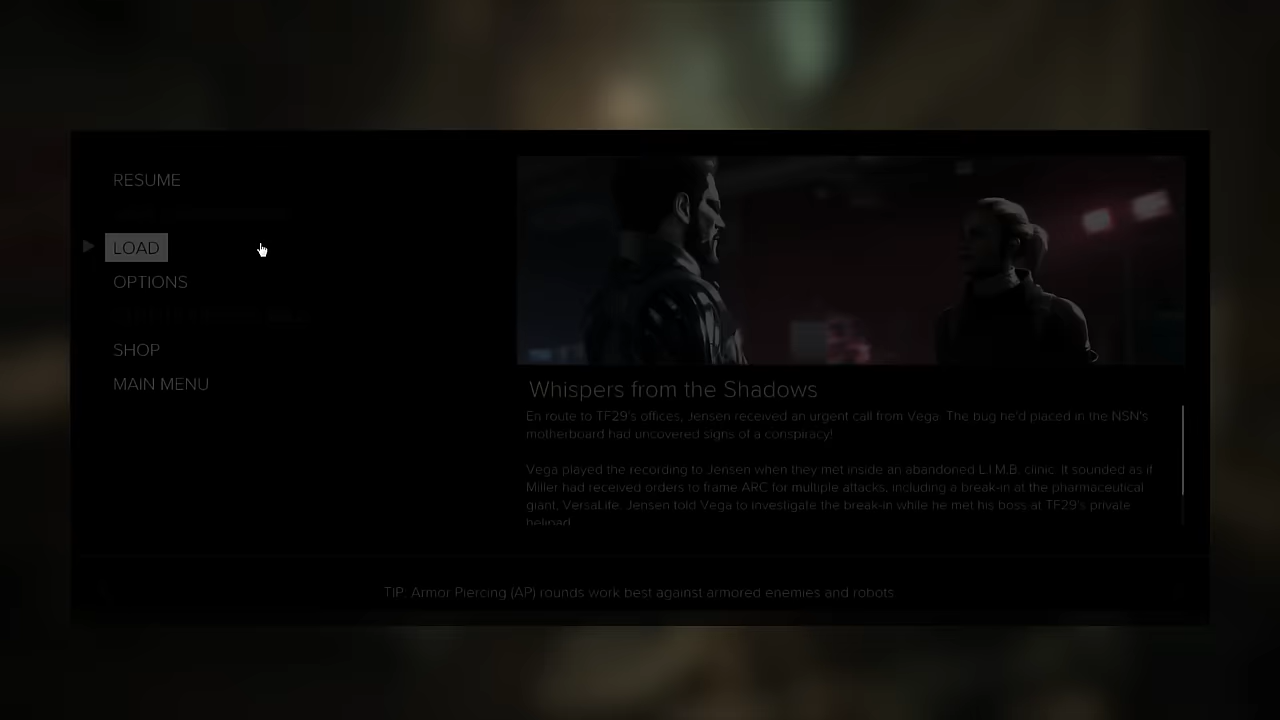 RESUME
LOAD
OPTIONS
SHOP
MAIN MENU
Whispers from the Shadows
En route to TF29's offices, Jensen received an urgent call from Vega. The bug he'd placed in the NSN's
motherboard had uncovered signs of a conspiracy!
Vega played the recording to Jensen when they met inside an abandoned L.I.M.B. clinic. It sounded as if
Miller had received orders to frame ARC for multiple attacks, including a break-in at the pharmaceutical
giant, VersaLife. Jensen told Vega to investigate the break-in while he met his boss at TF29's private
helipad.
TIP: Armor Piercing (AP) rounds work best against armored enemies and robots